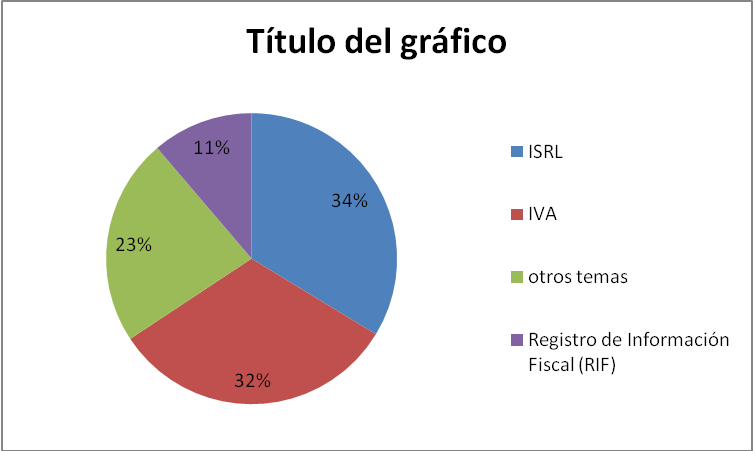 Título del gráfico
11%
34%
23%
32%
ISRL
IVA
otros temas
Registro de Información
Fiscal (RIF)